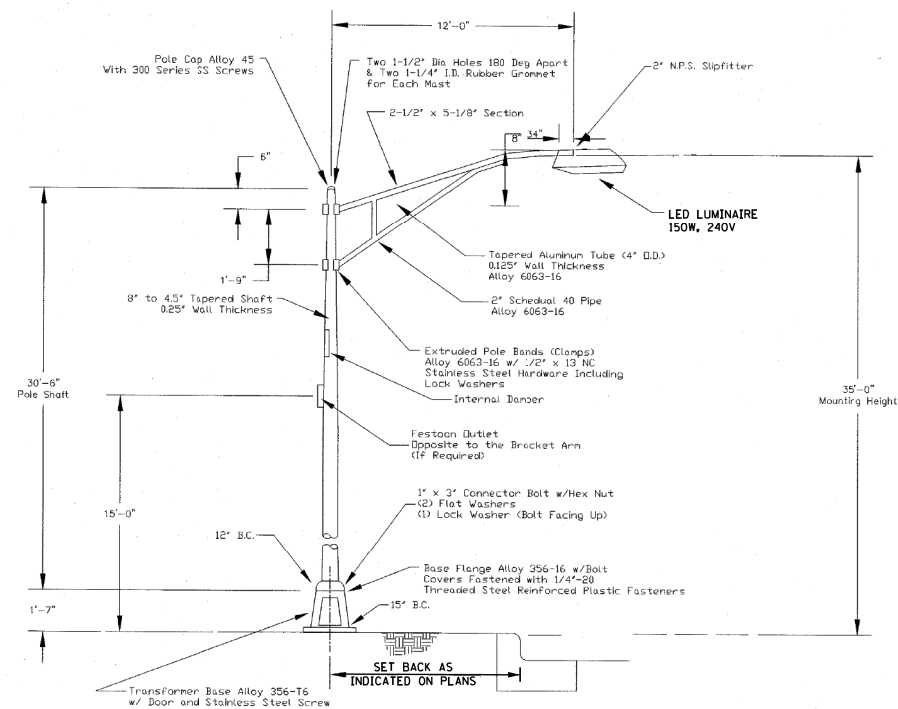 12'-0"
Pole Cap Alloy 45
With 300 Series SS Screws
Two 1-1/2" Dia Holes 180 Deg Apart
& Two 1-1/4" I.D. Rubber Grommet
for Each Mast
2" N.P.S. Slipfitter
2-1/2" x 5-1/8" Section
8"
34"
6"
LED LUMINAIRE
150W, 240V
Tapered Aluminum Tube (4" O.D.)
0.125" Wall Thickness
Alloy 6063-16
1'-9"
8" to 4.5" Tapered Shaft
0.25" Wall Thickness
2" Schedual 40 Pipe
Alloy 6063-16
Extruded Pole Bands (Clamps)
Alloy 6063-16 w/ 1/2" x 13 NC
Stainless Steel Hardware Including
Lock Washers
30'-6"
Pole Shaft
35'-0"
Mounting Height
Internal Damper
Festoon Outlet
Opposite to the Bracket Arm
(If Required)
1" x 3" Connector Bolt w/Hex Nut
(2) Flat Washers
(1) Lock Washer (Bolt Facing Up)
15'-0"
12" B.C.
Base Flange Alloy 356-16 w/Bolt
Covers Fastened with 1/4"-20
Threaded Steel Reinforced Plastic Fasteners
1'-7"
15" B.C.
SET BACK AS
INDICATED ON PLANS
Transformer Base Alloy 356-T6
w/ Door and Stainless Steel Screw